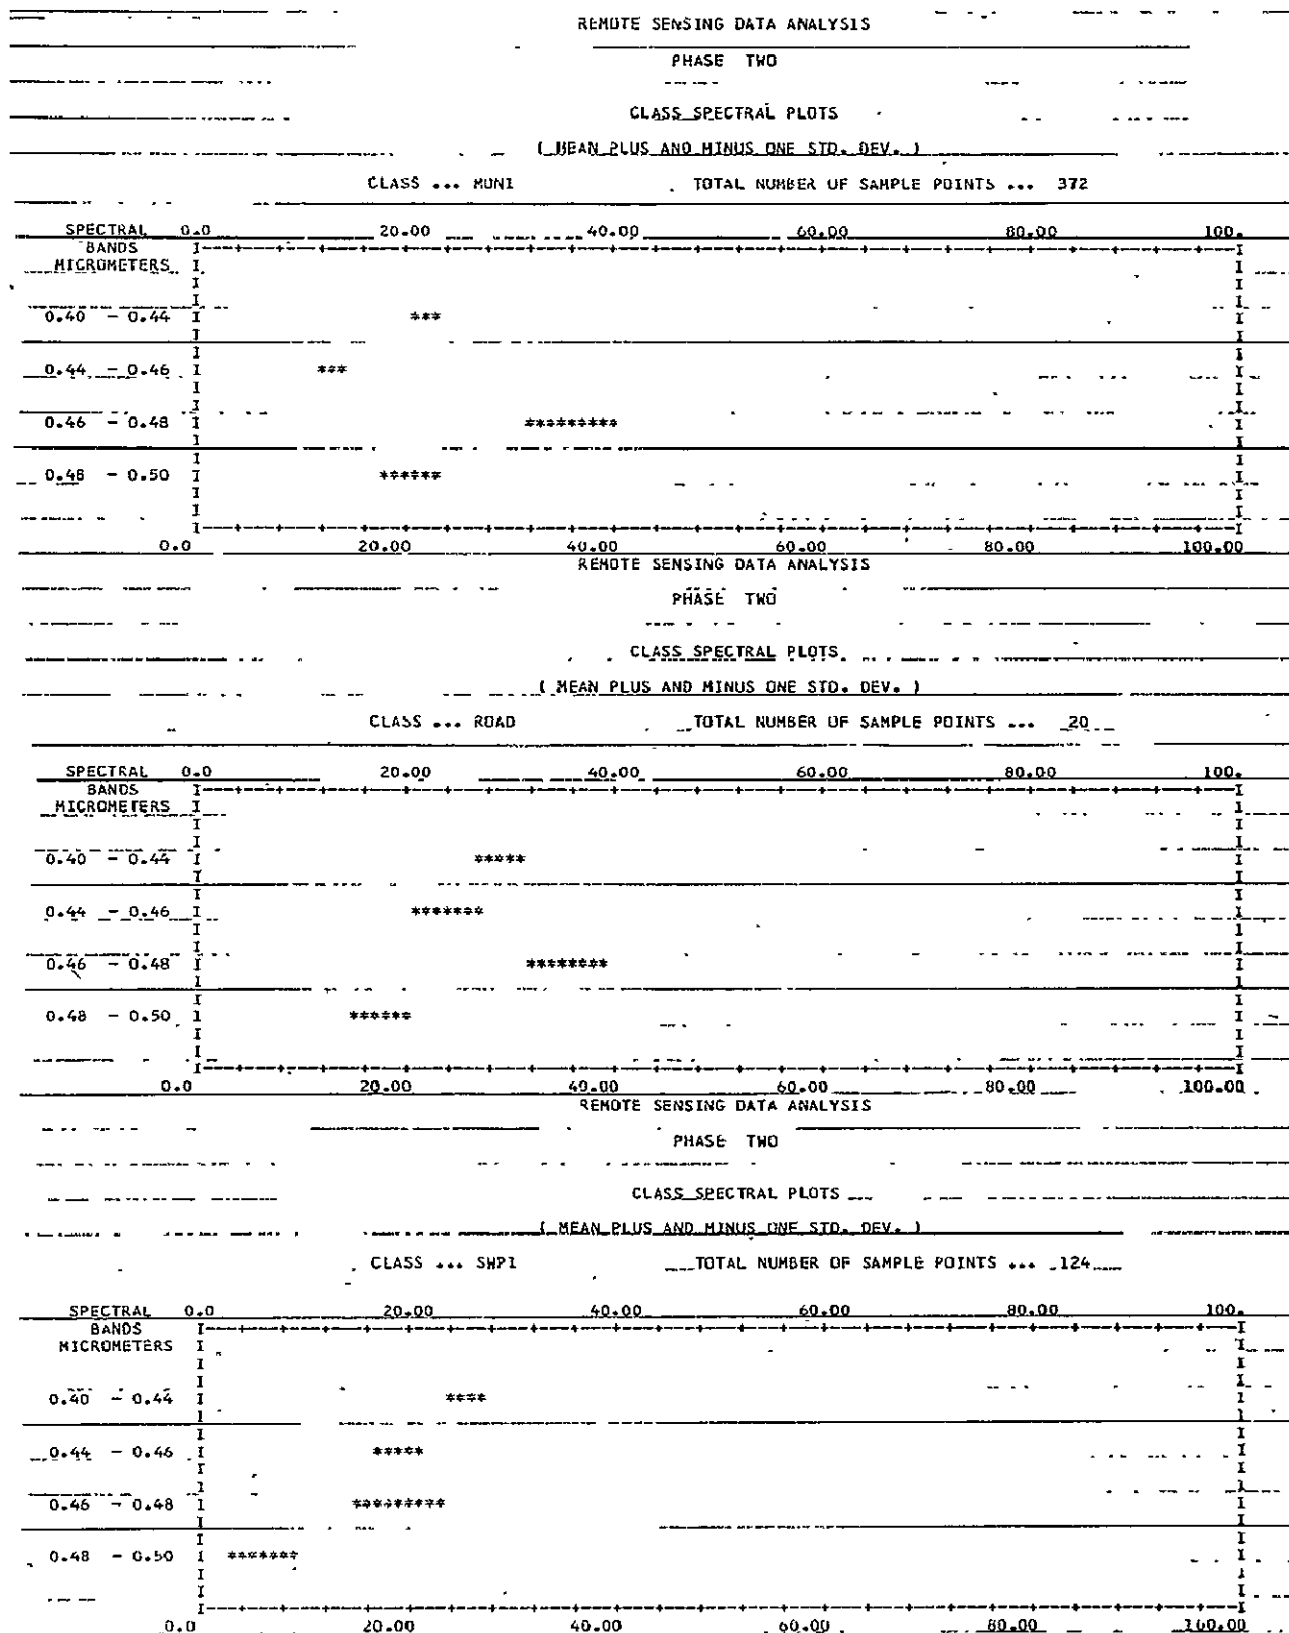 REMOTE SENSING DATA ANALYSIS
PHASE TWO
CLASS SPECTRAL PLOTS
( MEAN PLUS AND MINUS ONE STD. DEV. )
CLASS ... MUNI TOTAL NUMBER OF SAMPLE POINTS ... 372
SPECTRAL 0.0 20.00 40.00 60.00 80.00 100.
BANDS
MICROMETERS
0.40 - 0.44 ***
0.44 - 0.46 ***
0.46 - 0.48 *********
0.48 - 0.50 ******
0.0 20.00 40.00 60.00 80.00 100.00
REMOTE SENSING DATA ANALYSIS
PHASE TWO
CLASS SPECTRAL PLOTS
( MEAN PLUS AND MINUS ONE STD. DEV. )
CLASS ... ROAD TOTAL NUMBER OF SAMPLE POINTS ... 20
SPECTRAL 0.0 20.00 40.00 60.00 80.00 100.
BANDS
MICROMETERS
0.40 - 0.44 *****
0.44 - 0.46 *******
0.46 - 0.48 ********
0.48 - 0.50 ******
0.0 20.00 40.00 60.00 80.00 100.00
REMOTE SENSING DATA ANALYSIS
PHASE TWO
CLASS SPECTRAL PLOTS
( MEAN PLUS AND MINUS ONE STD. DEV. )
CLASS ... SWPI TOTAL NUMBER OF SAMPLE POINTS ... 124
SPECTRAL 0.0 20.00 40.00 60.00 80.00 100.
BANDS
MICROMETERS
0.40 - 0.44 ****
0.44 - 0.46 *****
0.46 - 0.48 *********
0.48 - 0.50 *******
0.0 20.00 40.00 60.00 80.00 100.00